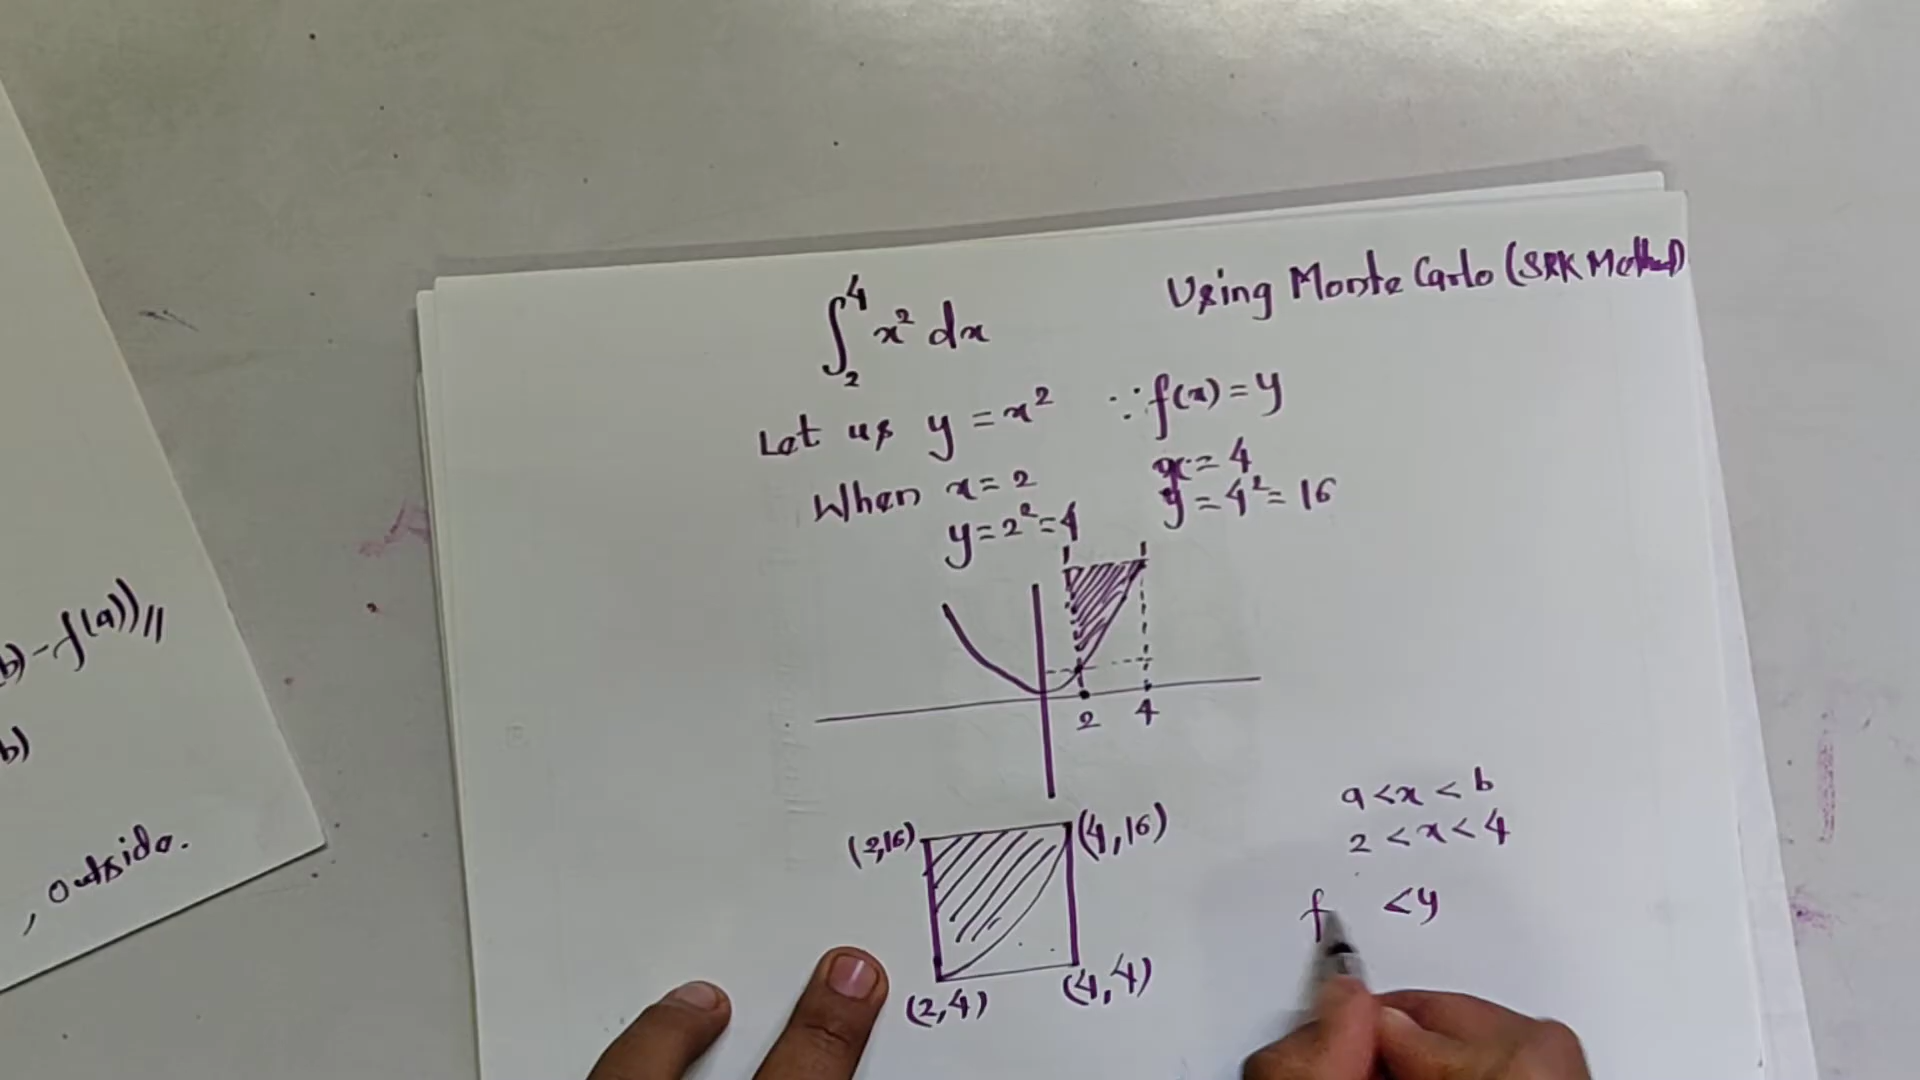 ∫₂⁴ x² dx
Using Monte Carlo (SRK Method)
Let us y = x² ∵ f(x) = y
When x = 2
y = 2² = 4
x = 4
y = 4² = 16
2 4
(2,16) (4,16)
(2,4) (4,4)
a < x < b
2 < x < 4
f < y
b) - f(a)) //
b)
, outside.